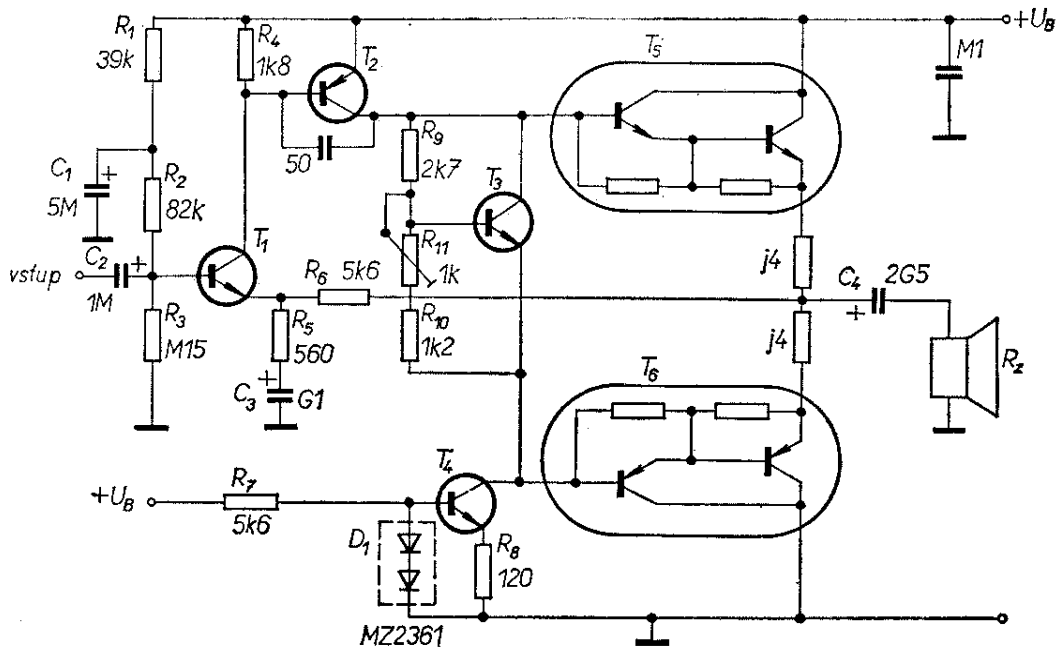 R1
39k
R4
1k8
T2
T5
+UB
M1
50
R9
2k7
T3
C1
+
5M
R2
82k
T1
R11
1k
j4
vstup
C2
+
1M
R6
5k6
C4
+
2G5
R3
M15
R5
560
R10
1k2
j4
Rz
C3
+
G1
T6
T4
+UB
R7
5k6
D1
R8
120
MZ2361